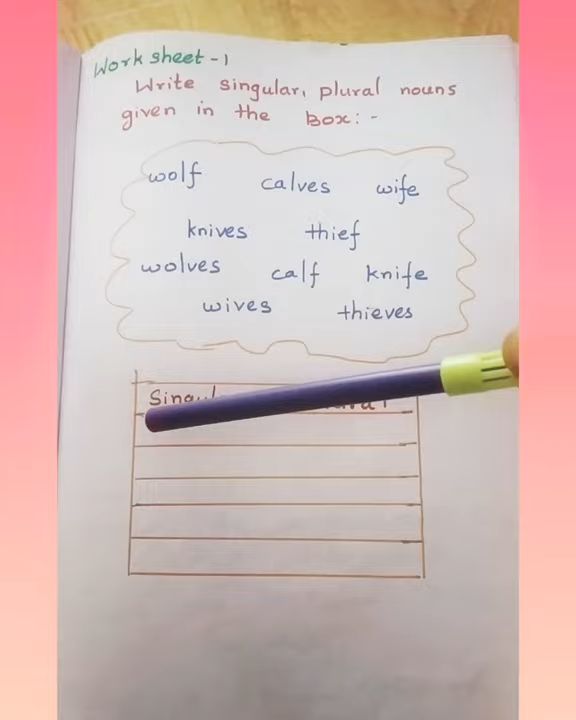 Work sheet - 1
Write singular, plural nouns
given in the Box:-
wolf calves wife
knives thief
wolves calf knife
wives thieves